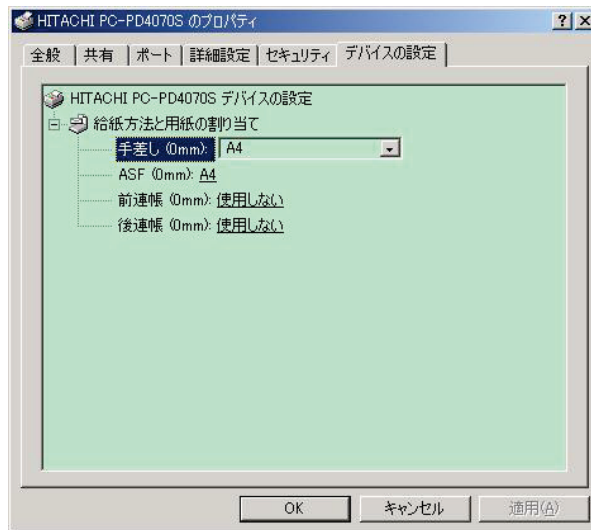 HITACHI PC-PD4070S のプロパティ
全般 共有 ポート 詳細設定 セキュリティ デバイスの設定
HITACHI PC-PD4070S デバイスの設定
給紙方法と用紙の割り当て
手差し (0mm): A4
ASF (0mm): A4
前連帳 (0mm): 使用しない
後連帳 (0mm): 使用しない
OK キャンセル 適用(A)